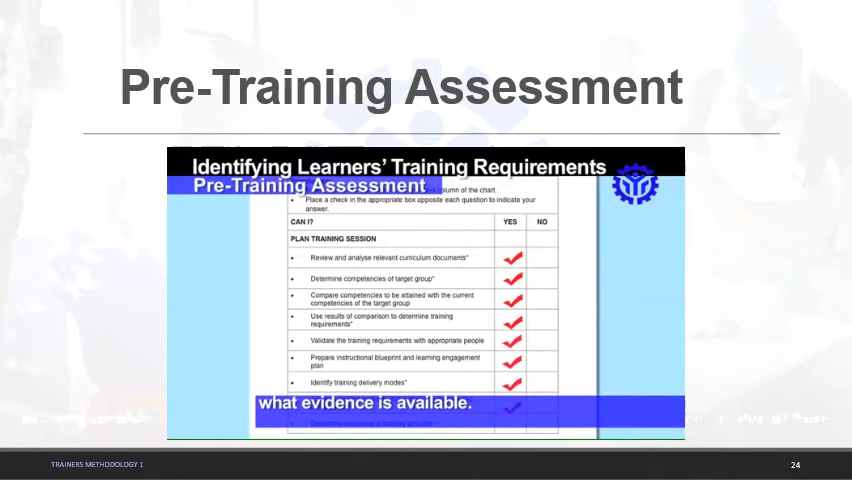 Pre-Training Assessment
Identifying Learners' Training Requirements
Pre-Training Assessment
column of the chart.
• Place a check in the appropriate box opposite each question to indicate your
answer.
CAN I? YES NO
PLAN TRAINING SESSION
• Review and analyse relevant curriculum documents*
• Determine competencies of target group*
• Compare competencies to be attained with the current
competencies of the target group
• Use results of comparison to determine training
requirements*
• Validate the training requirements with appropriate people
• Prepare instructional blueprint and learning engagement
plan
• Identify training delivery modes*
what evidence is available.
TRAINERS METHODOLOGY 1
24